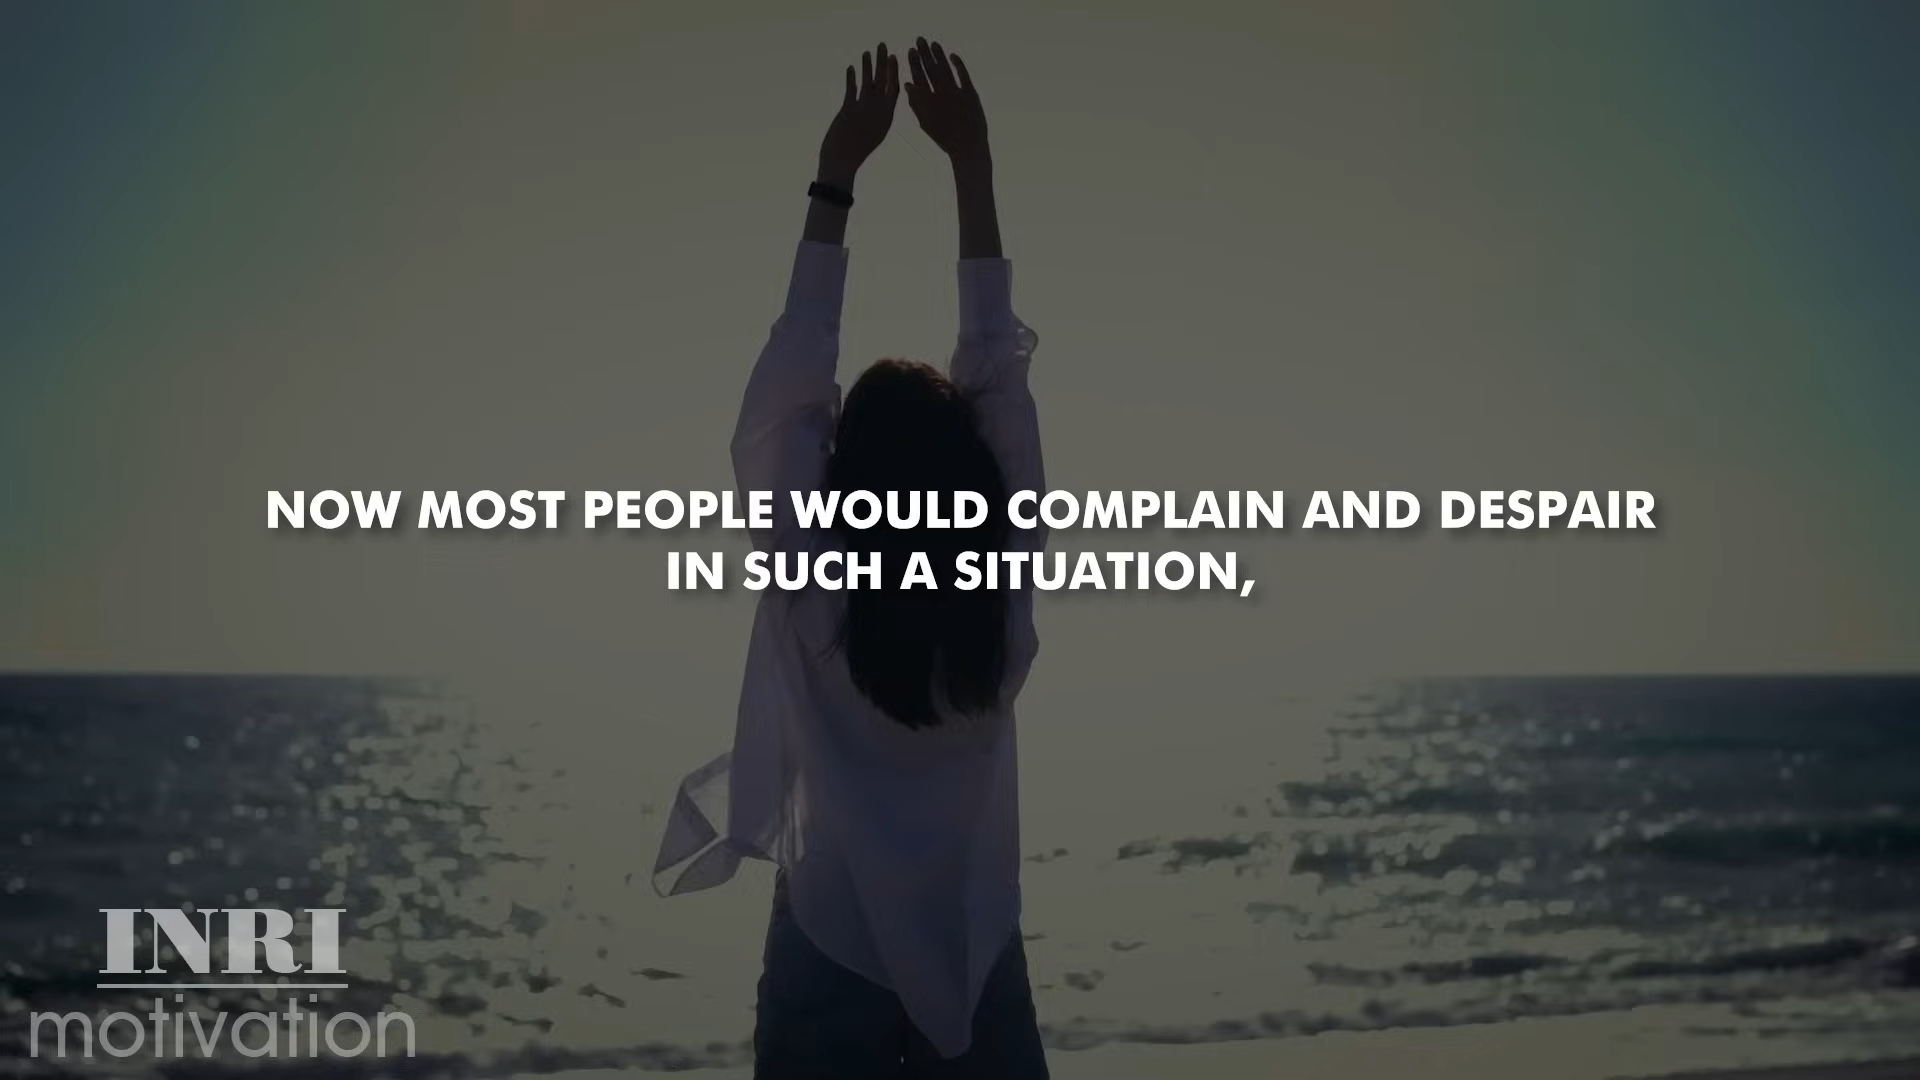 NOW MOST PEOPLE WOULD COMPLAIN AND DESPAIR
IN SUCH A SITUATION,
INRI
motivation